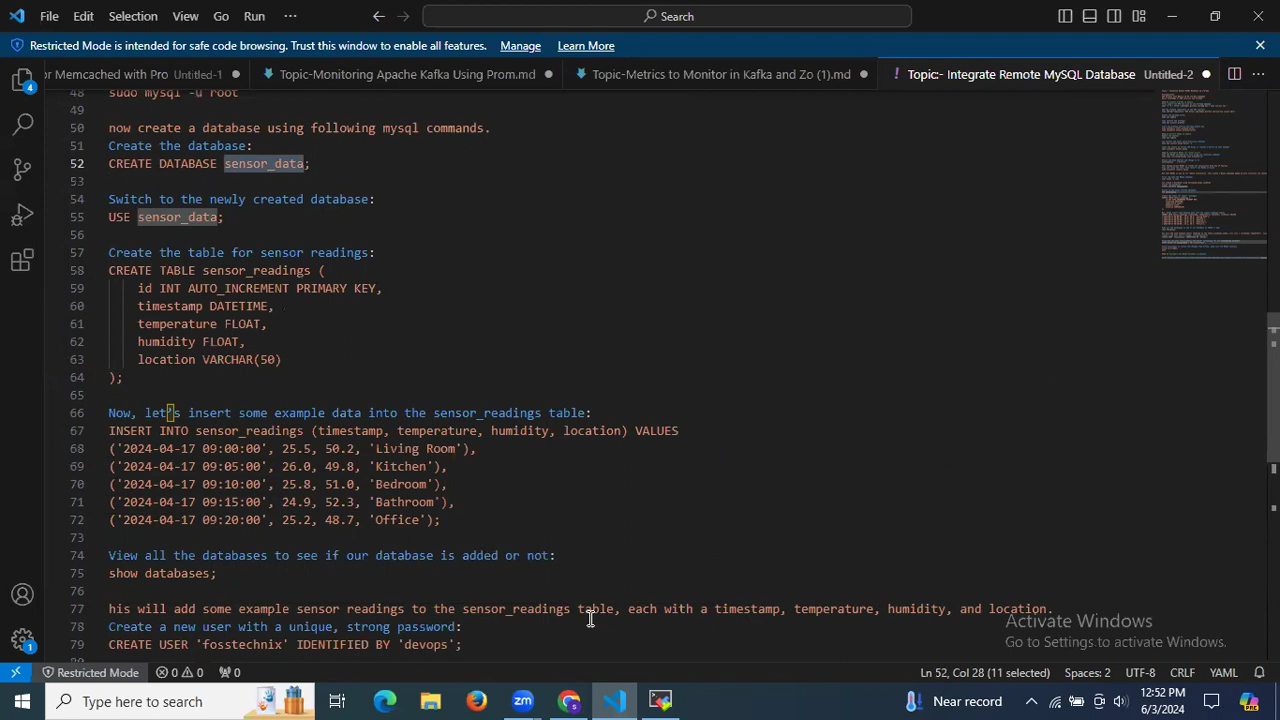 File Edit Selection View Go Run ··· Search
Restricted Mode is intended for safe code browsing. Trust this window to enable all features. Manage Learn More
or Memcached with Pro Untitled-1 Topic-Monitoring Apache Kafka Using Prom.md Topic-Metrics to Monitor in Kafka and Zo (1).md ! Topic:- Integrate Remote MySQL Database Untitled-2
48 sudo mysql -u root
49
50 now create a database using following mysql commands.
51 Create the database:
52 CREATE DATABASE sensor_data;
53
54 Switch to the newly created database:
55 USE sensor_data;
56
57 Create the table for sensor readings:
58 CREATE TABLE sensor_readings (
59 id INT AUTO_INCREMENT PRIMARY KEY,
60 timestamp DATETIME,
61 temperature FLOAT,
62 humidity FLOAT,
63 location VARCHAR(50)
64 );
65
66 Now, let’s insert some example data into the sensor_readings table:
67 INSERT INTO sensor_readings (timestamp, temperature, humidity, location) VALUES
68 ('2024-04-17 09:00:00', 25.5, 50.2, 'Living Room'),
69 ('2024-04-17 09:05:00', 26.0, 49.8, 'Kitchen'),
70 ('2024-04-17 09:10:00', 25.8, 51.0, 'Bedroom'),
71 ('2024-04-17 09:15:00', 24.9, 52.3, 'Bathroom'),
72 ('2024-04-17 09:20:00', 25.2, 48.7, 'Office');
73
74 View all the databases to see if our database is added or not:
75 show databases;
76
77 his will add some example sensor readings to the sensor_readings table, each with a timestamp, temperature, humidity, and location.
78 Create a new user with a unique, strong password:
79 CREATE USER 'fosstechnix' IDENTIFIED BY 'devops';
Activate Windows
Go to Settings to activate Windows.
4
1
Restricted Mode 0 0 0 Ln 52, Col 28 (11 selected) Spaces: 2 UTF-8 CRLF YAML
Type here to search zm Near record 12:52 PM
6/3/2024
PRE